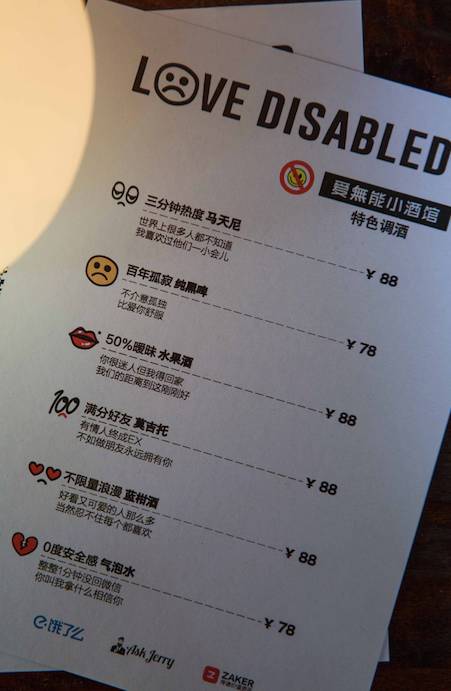 LOVE DISABLED
爱無能小酒馆
特色调酒
三分钟热度 马天尼
世界上很多人都不知道
我喜欢过他们一小会儿
¥ 88
百年孤寂 纯黑啤
不介意孤独
比爱你舒服
¥ 78
50%暧昧 水果酒
你很迷人但我得回家
我们的距离到这刚刚好
¥ 88
满分好友 莫吉托
有情人终成EX
不如做朋友永远拥有你
¥ 88
不限量浪漫 蓝柑酒
好看又可爱的人那么多
当然忍不住每个都喜欢
¥ 88
0度安全感 气泡水
整整1分钟没回微信
你叫我拿什么相信你
¥ 78
饿了么
Ask Jerry
ZAKER